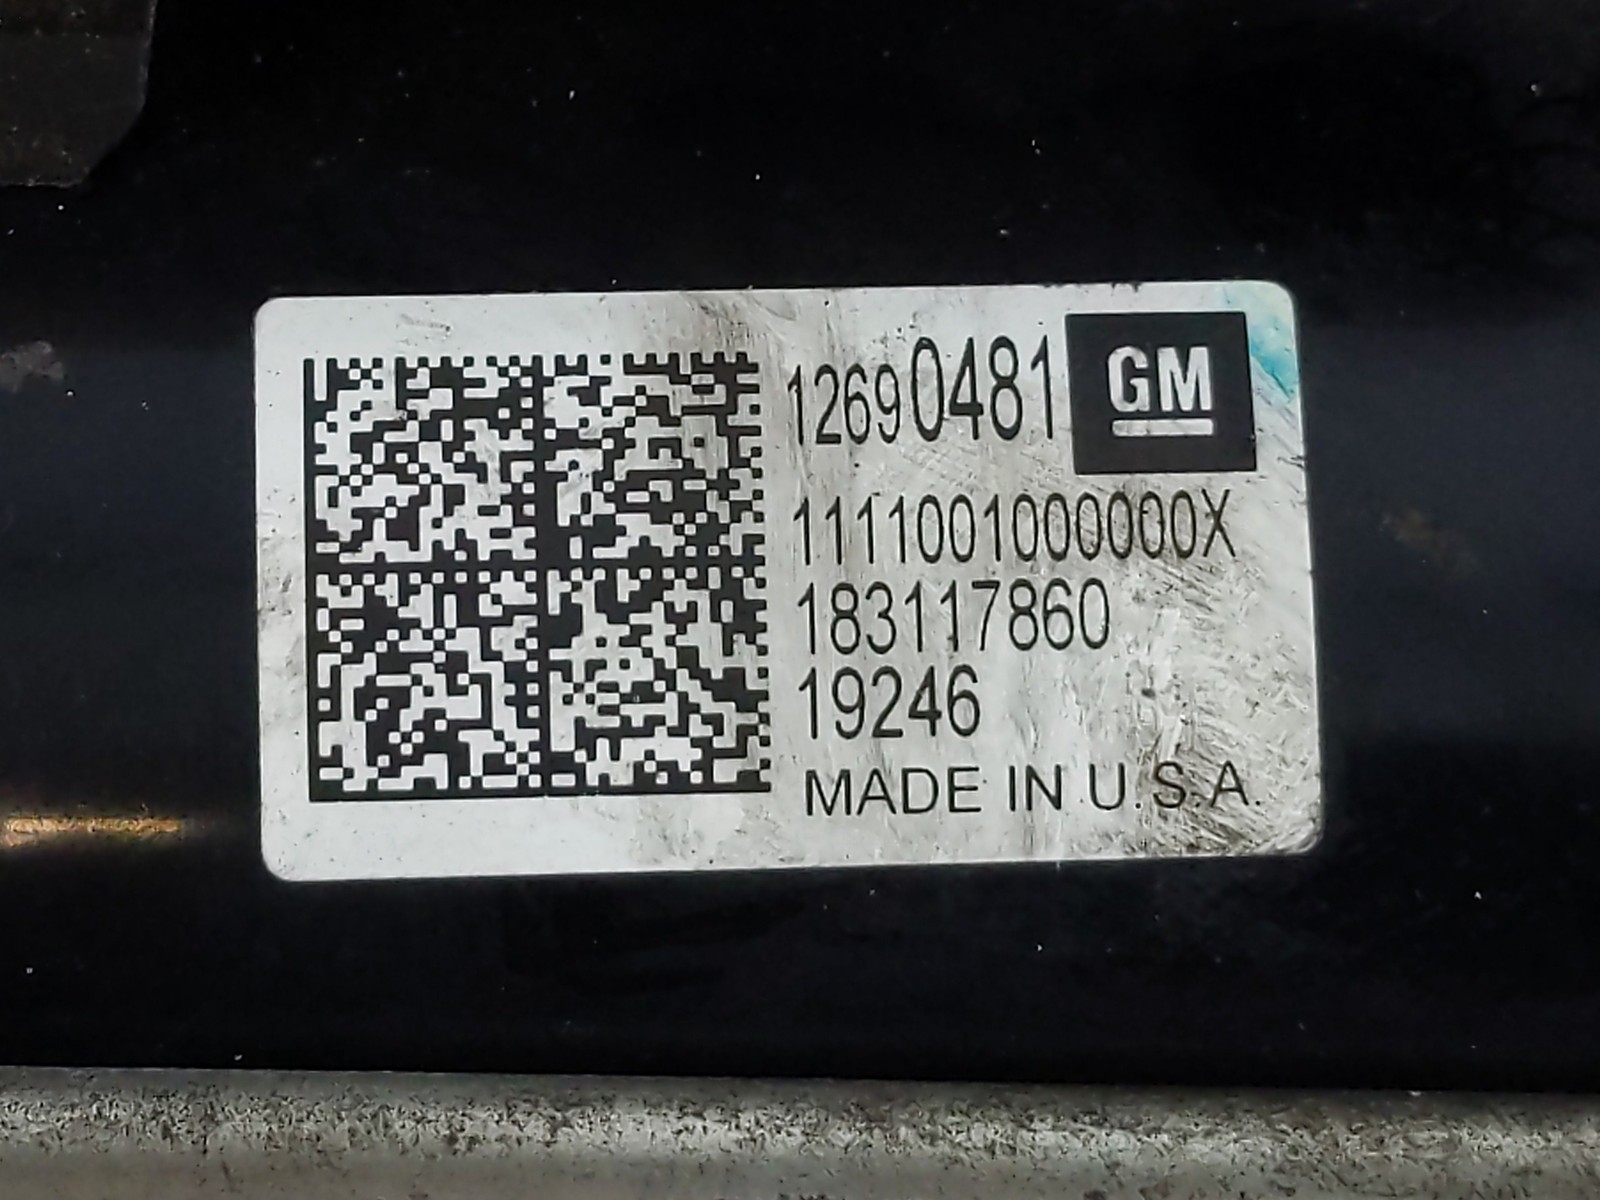 12690481 GM
1111001000000X
183117860
19246
MADE IN U.S.A.